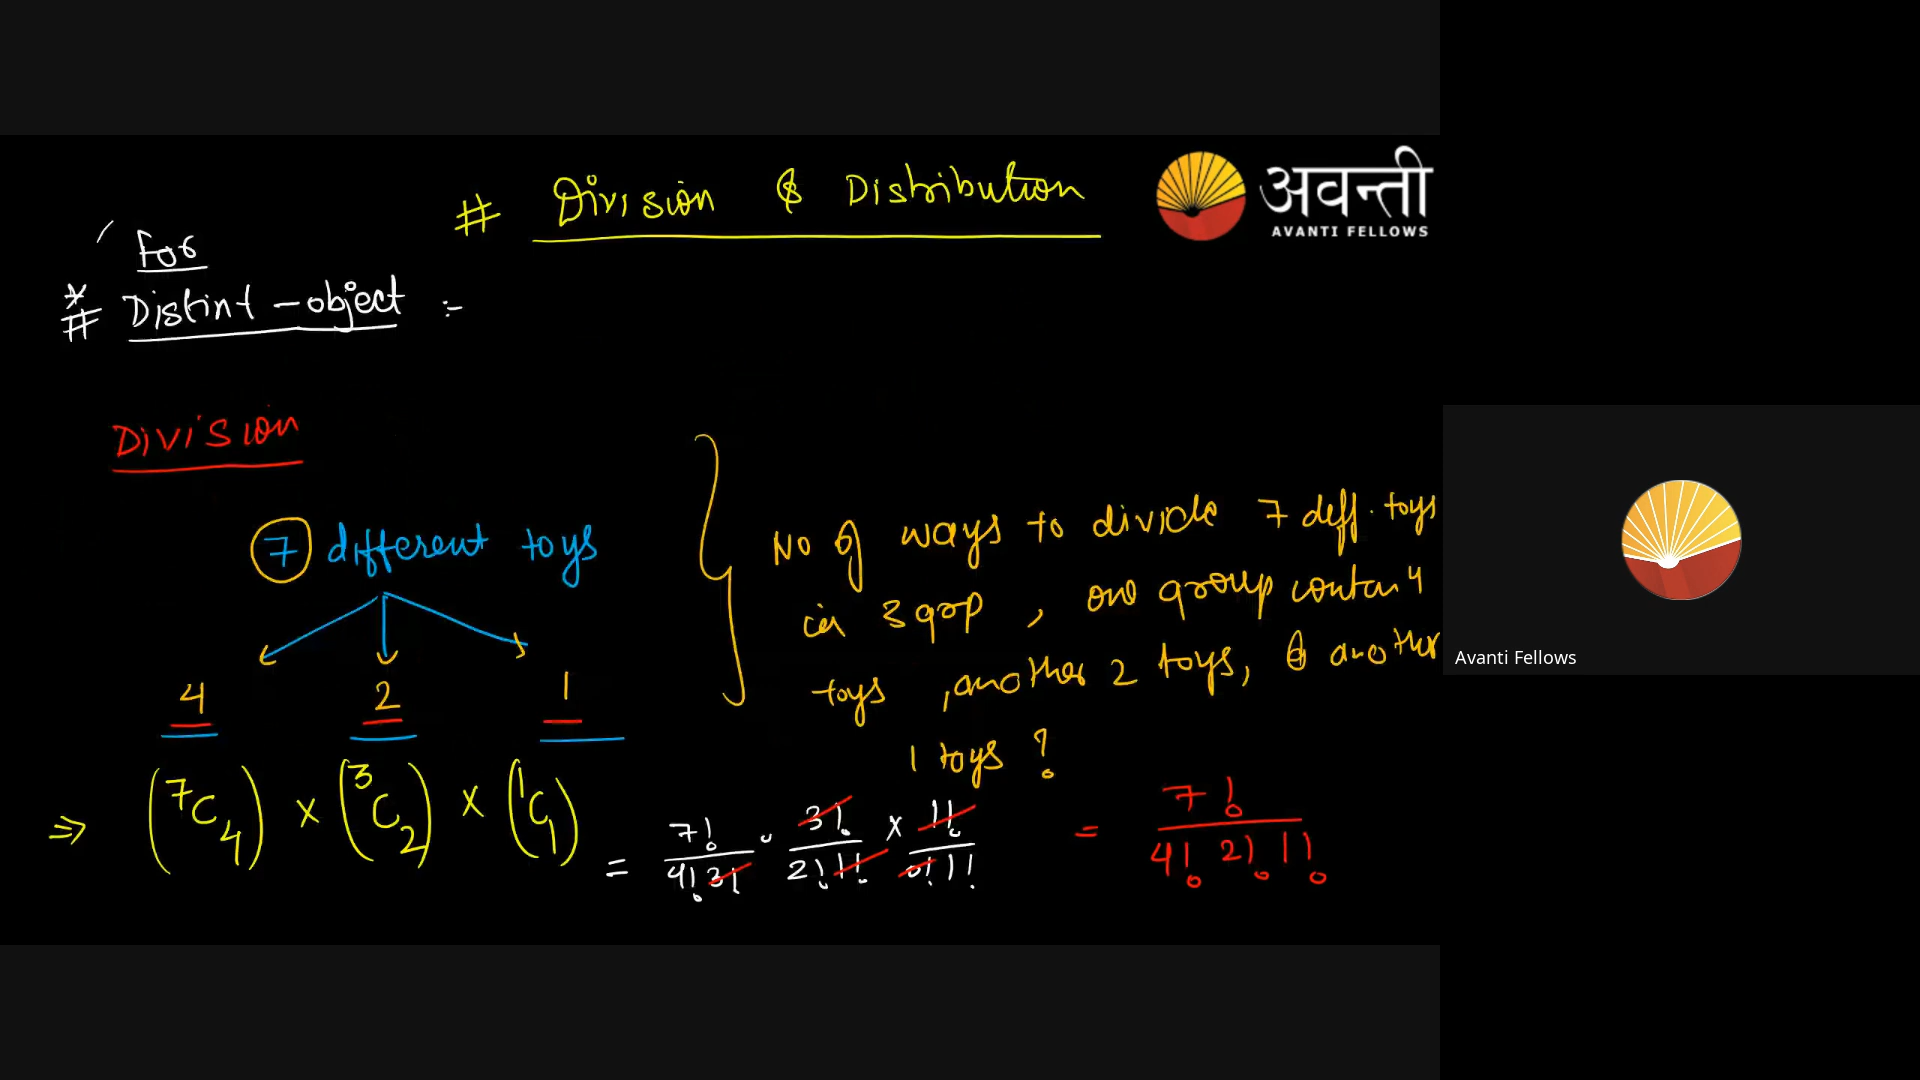 # Division & Distribution
अवन्ती
AVANTI FELLOWS
For
*# Distint - object :-
DIVISION
7 different toys
4 2 1
⇒ (⁷C₄) × (³C₂) × (¹C₁)
No of ways to divide 7 diff. toys
in 3 grp , one group contan 4
toys , another 2 toys, & another
1 toys ?
= 7!/4!3! · 3!/2!1! × 1!/0!1! = 7!/4! 2! 1!
Avanti Fellows